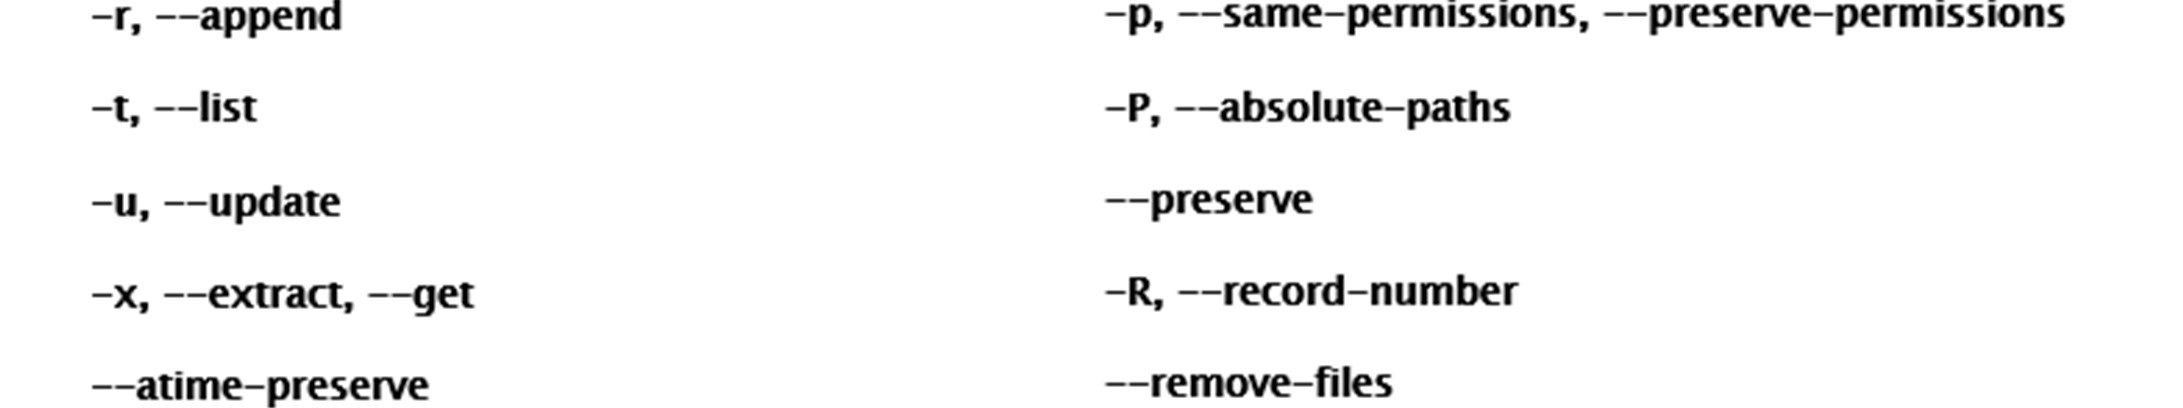 -r, --append
-t, --list
-u, --update
-x, --extract, --get
--atime-preserve
-p, --same-permissions, --preserve-permissions
-P, --absolute-paths
--preserve
-R, --record-number
--remove-files